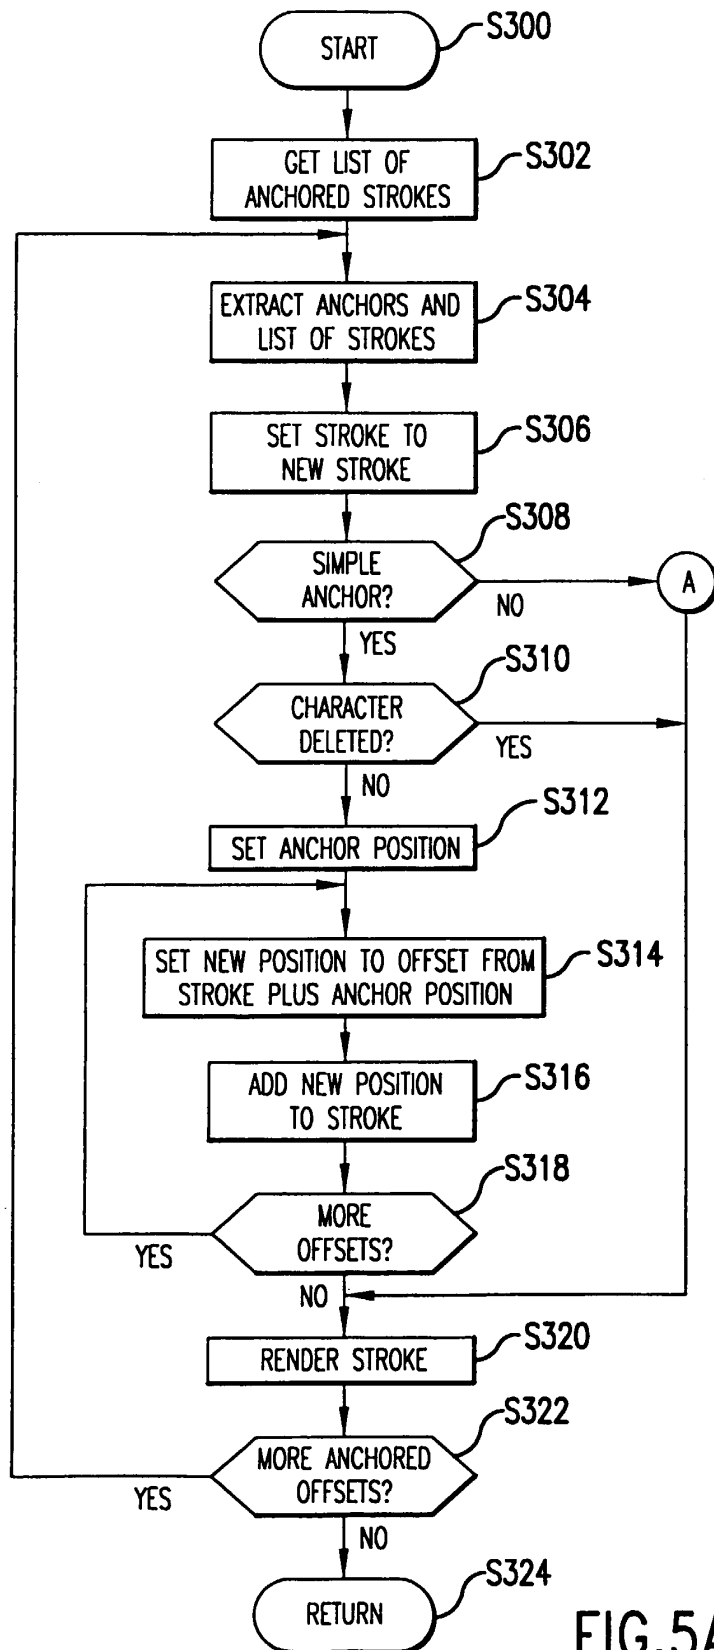 START
S300
GET LIST OF
ANCHORED STROKES
S302
EXTRACT ANCHORS AND
LIST OF STROKES
S304
SET STROKE TO
NEW STROKE
S306
SIMPLE
ANCHOR?
S308
NO
A
YES
CHARACTER
DELETED?
S310
YES
NO
SET ANCHOR POSITION
S312
SET NEW POSITION TO OFFSET FROM
STROKE PLUS ANCHOR POSITION
S314
ADD NEW POSITION
TO STROKE
S316
MORE
OFFSETS?
S318
YES
NO
RENDER STROKE
S320
MORE ANCHORED
OFFSETS?
S322
YES
NO
RETURN
S324
FIG.5A